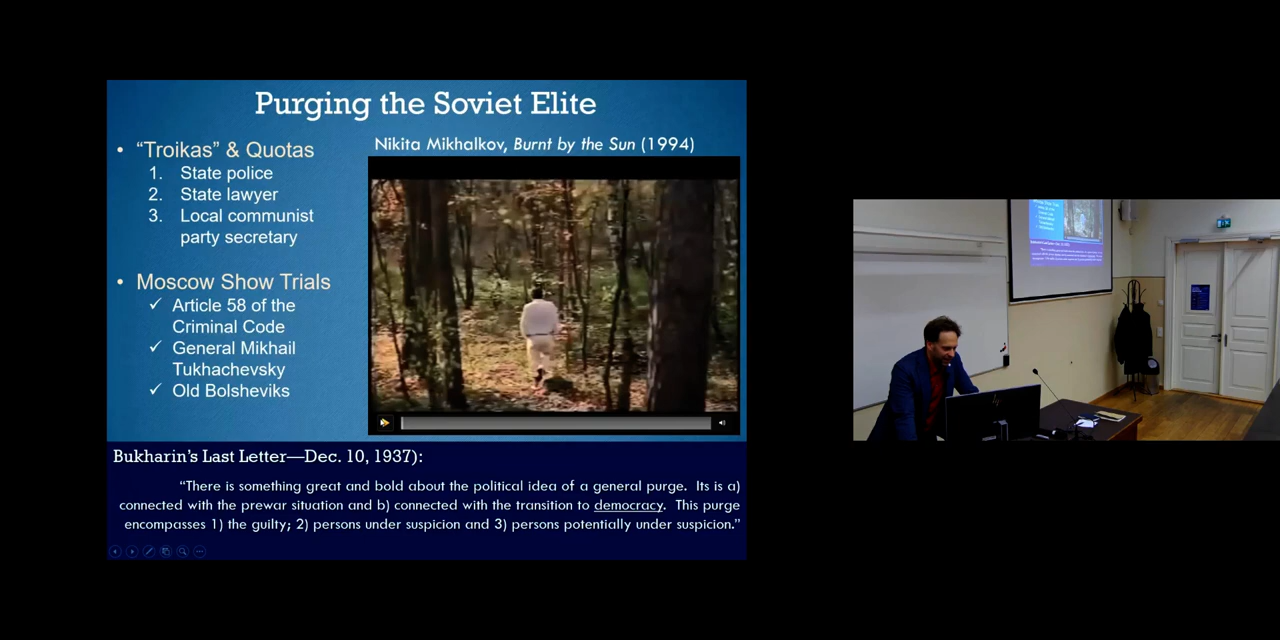 Purging the Soviet Elite
• “Troikas” & Quotas
1. State police
2. State lawyer
3. Local communist
party secretary
• Moscow Show Trials
✓ Article 58 of the
Criminal Code
✓ General Mikhail
Tukhachevsky
✓ Old Bolsheviks
Nikita Mikhalkov, Burnt by the Sun (1994)
Bukharin’s Last Letter—Dec. 10, 1937):
“There is something great and bold about the political idea of a general purge. Its is a)
connected with the prewar situation and b) connected with the transition to democracy. This purge
encompasses 1) the guilty; 2) persons under suspicion and 3) persons potentially under suspicion.”